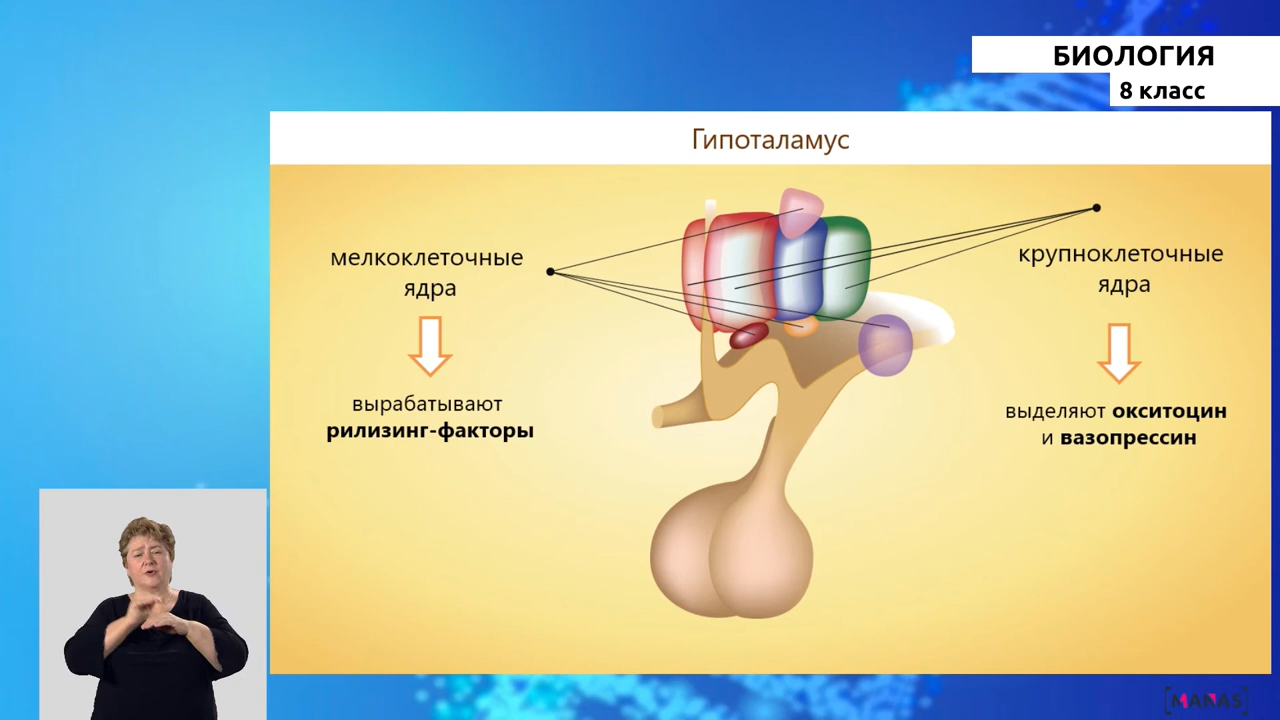 БИОЛОГИЯ
8 класс
Гипоталамус
мелкоклеточные
ядра
вырабатывают
рилизинг-факторы
крупноклеточные
ядра
выделяют окситоцин
и вазопрессин
[MANAS]